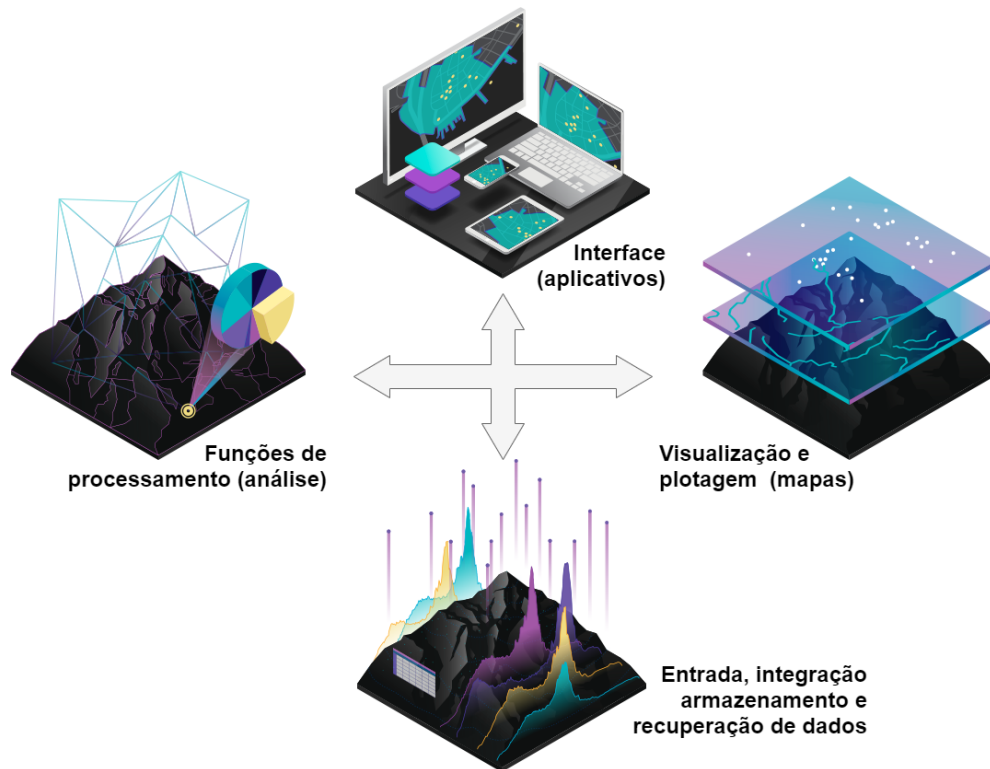 Interface
(aplicativos)
Funções de
processamento (análise)
Visualização e
plotagem  (mapas)
Entrada, integração
armazenamento e
recuperação de dados